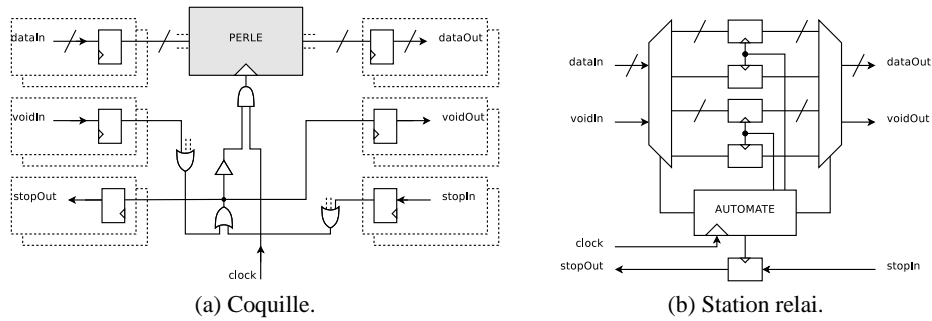 dataIn
PERLE
dataOut
voidIn
voidOut
stopOut
stopIn
clock
(a) Coquille.
dataIn
dataOut
voidIn
voidOut
AUTOMATE
clock
stopOut
stopIn
(b) Station relai.